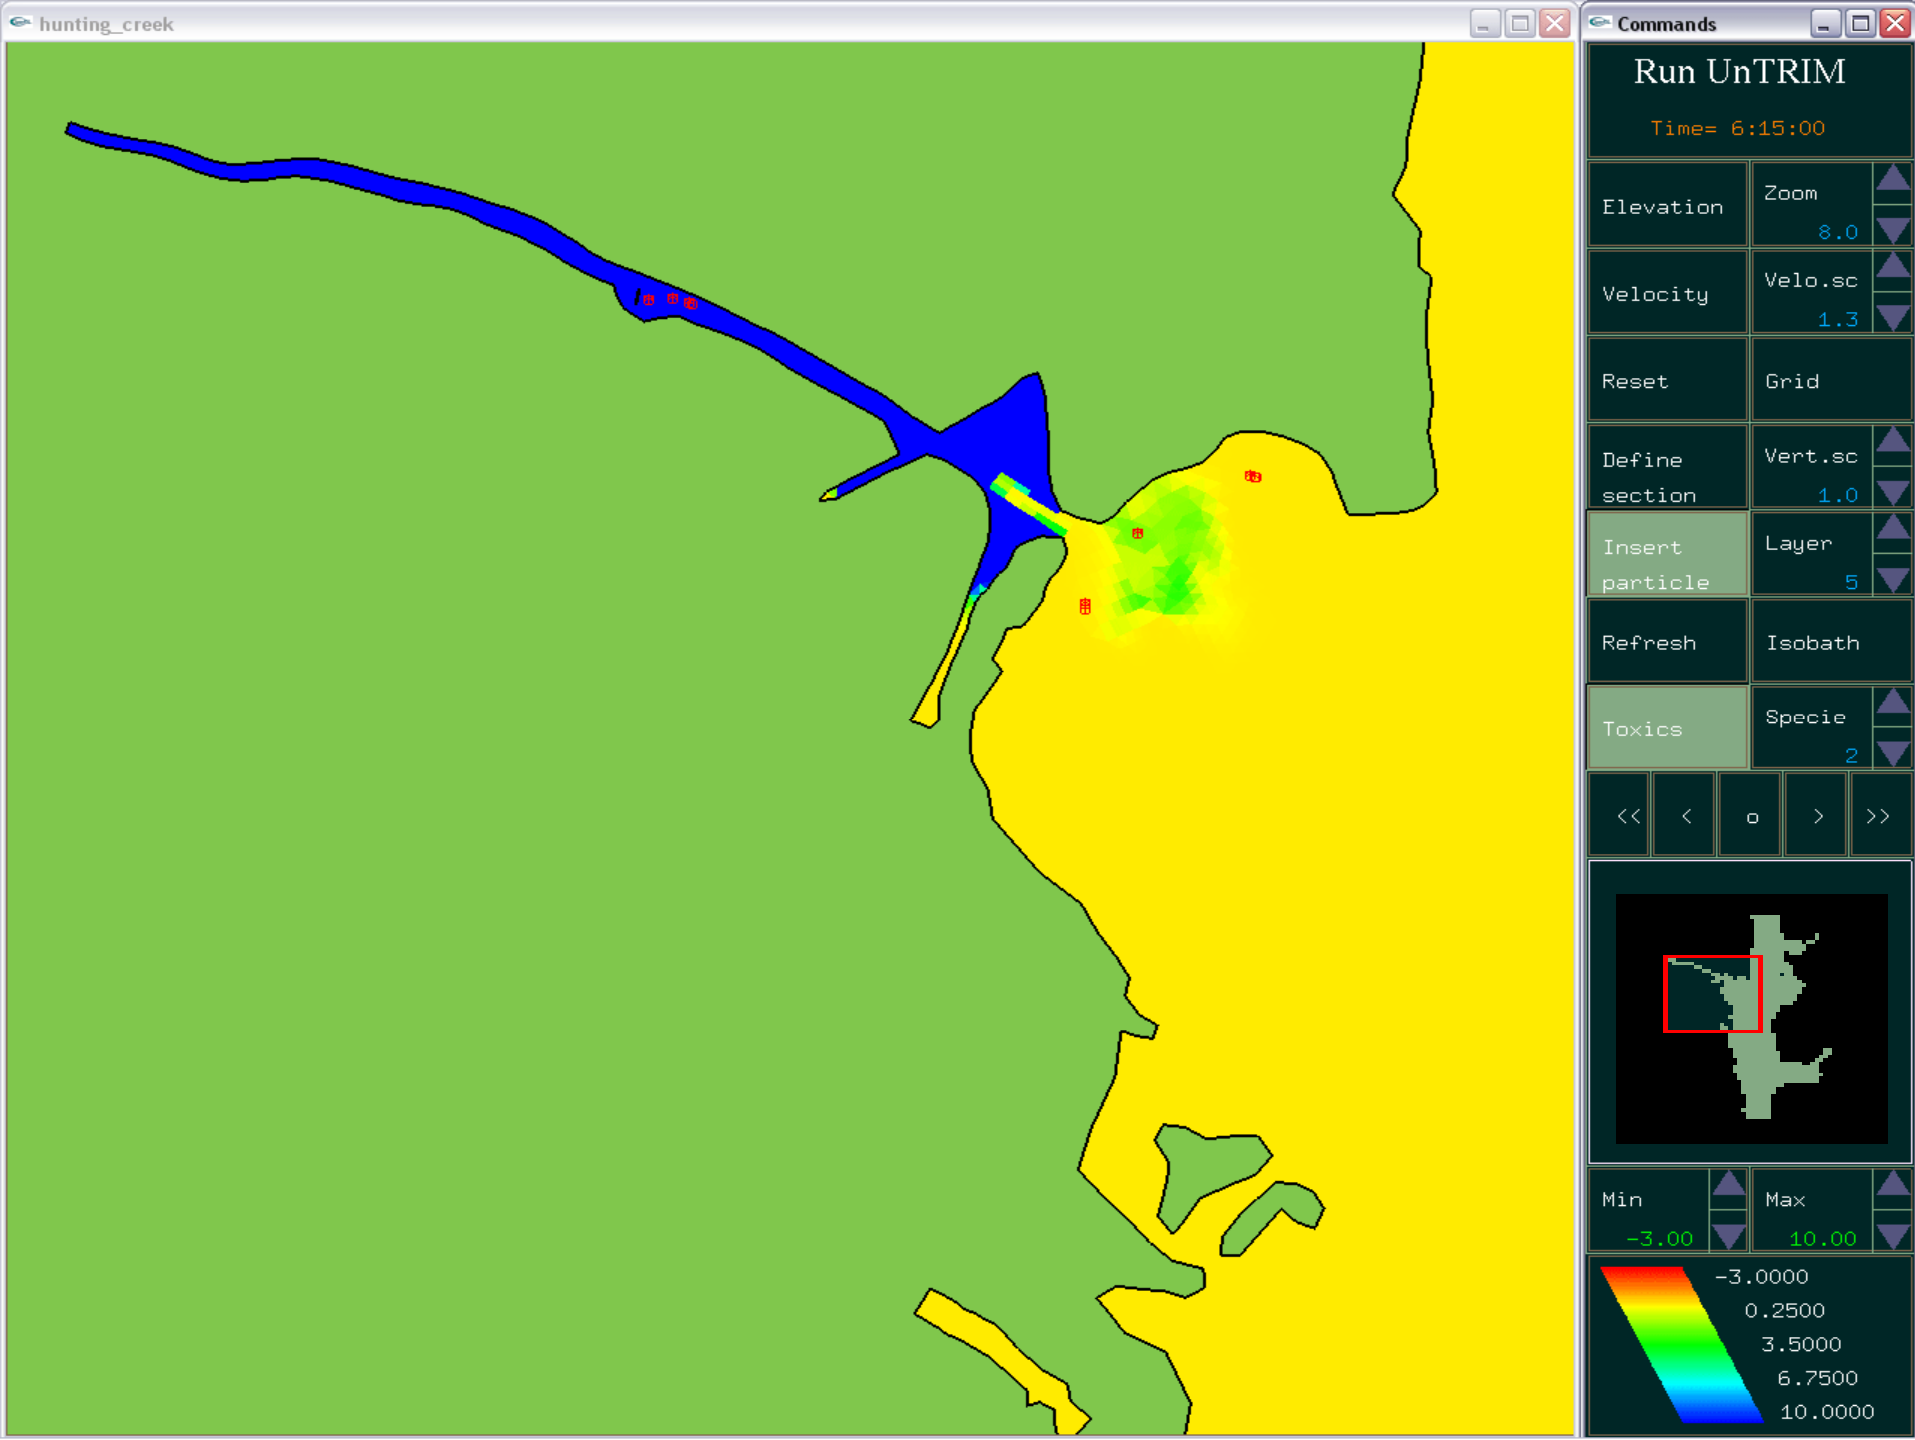 hunting_creek
Commands
Run UnTRIM
Time= 6:15:00
Elevation
Zoom
8.0
Velocity
Velo.sc
1.3
Reset
Grid
Define
section
Vert.sc
1.0
Insert
particle
Layer
5
Refresh
Isobath
Toxics
Specie
2
<< < o > >>
Min
-3.00
Max
10.00
-3.0000
0.2500
3.5000
6.7500
10.0000